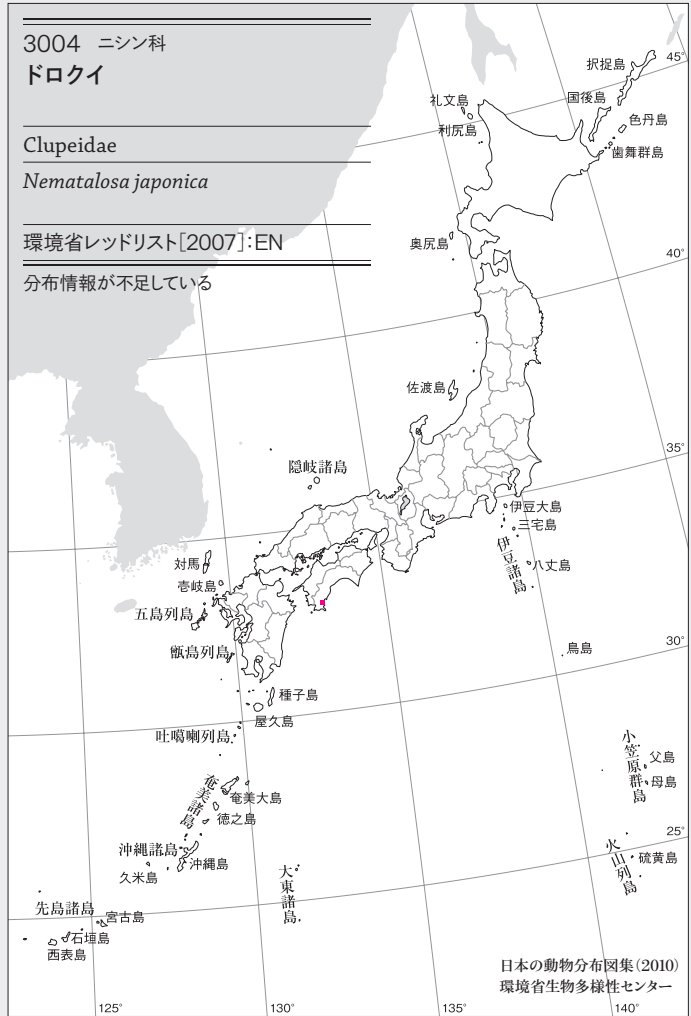 3004 ニシン科
ドロクイ
Clupeidae
Nematalosa japonica
環境省レッドリスト[2007]:EN
分布情報が不足している
択捉島
45°
国後島
礼文島
色丹島
利尻島
歯舞群島
奥尻島
40°
佐渡島
35°
隠岐諸島
伊豆大島
三宅島
伊豆諸島
八丈島
対馬
壱岐島
五島列島
甑島列島
鳥島
30°
種子島
屋久島
吐噶喇列島
小笠原群島
父島
母島
奄美諸島
奄美大島
徳之島
25°
沖縄諸島
沖縄島
久米島
火山列島
硫黄島
大東諸島
先島諸島
宮古島
石垣島
西表島
日本の動物分布図集(2010)
環境省生物多様性センター
125°
130°
135°
140°